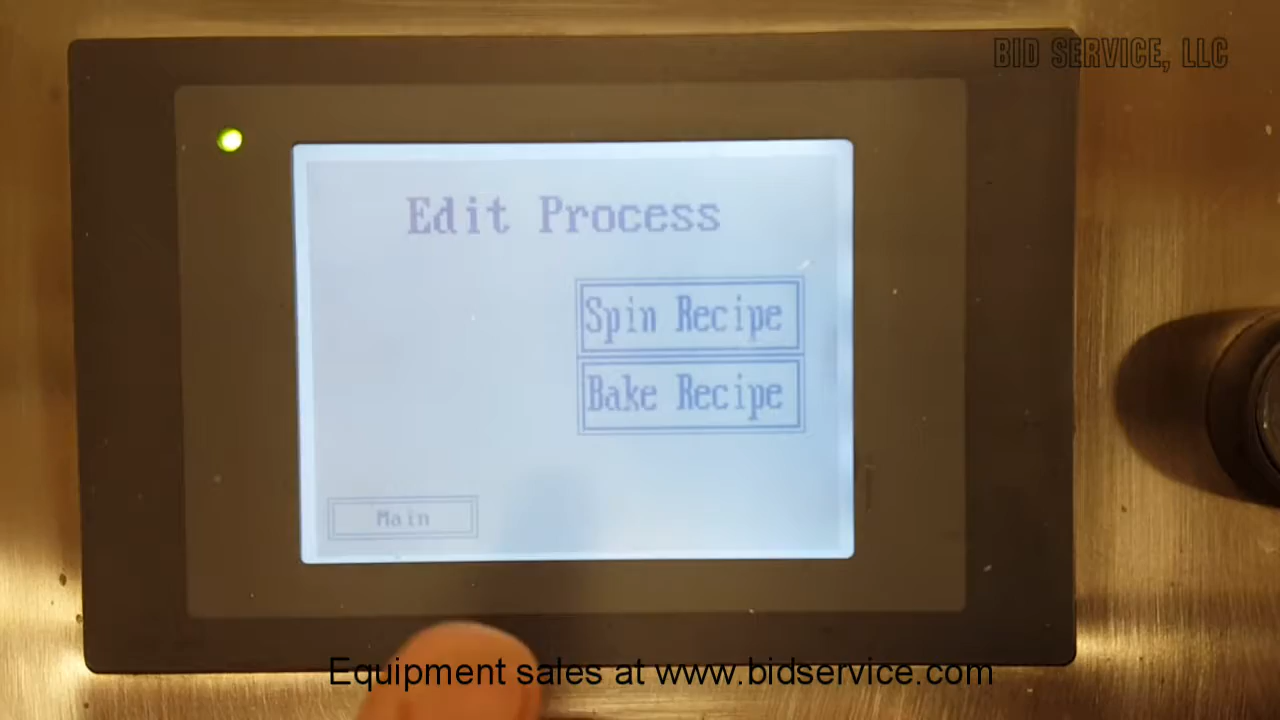 BID SERVICE, LLC
Edit Process
Spin Recipe
Bake Recipe
Main
Equipment sales at www.bidservice.com